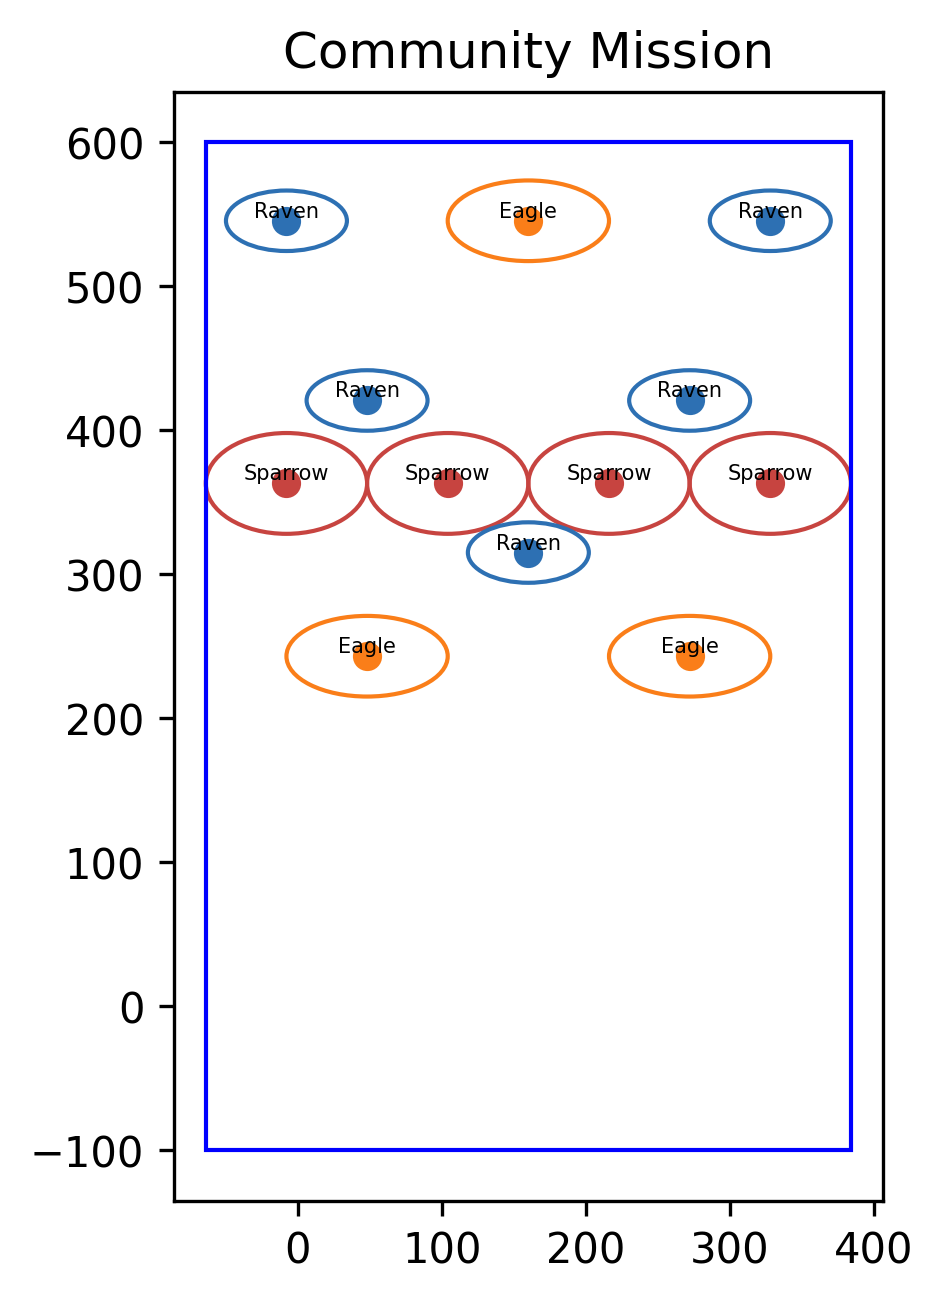 Community Mission
600
Raven Eagle Raven
500
Raven Raven
400
Sparrow Sparrow Sparrow Sparrow
Raven
300
Eagle Eagle
200
100
0
−100
0 100 200 300 400